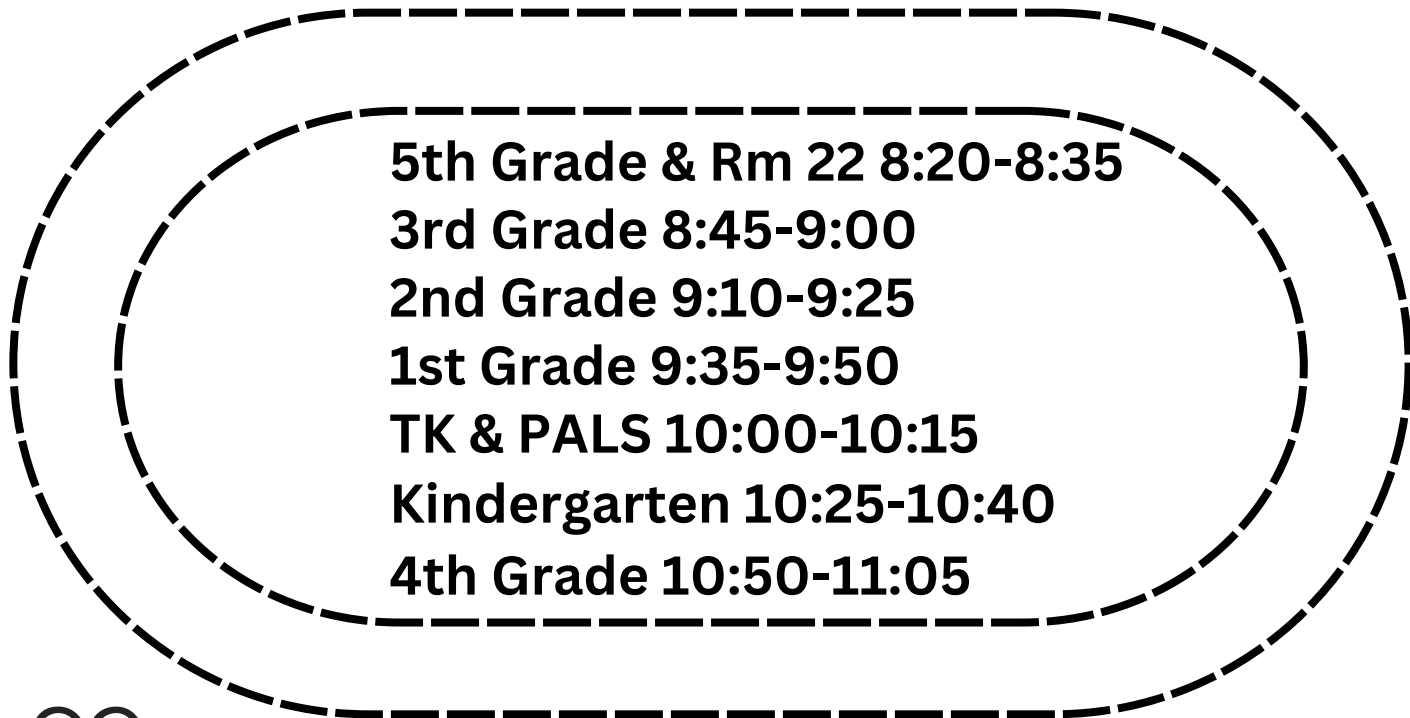 5th Grade & Rm 22 8:20-8:35
3rd Grade 8:45-9:00
2nd Grade 9:10-9:25
1st Grade 9:35-9:50
TK & PALS 10:00-10:15
Kindergarten 10:25-10:40
4th Grade 10:50-11:05